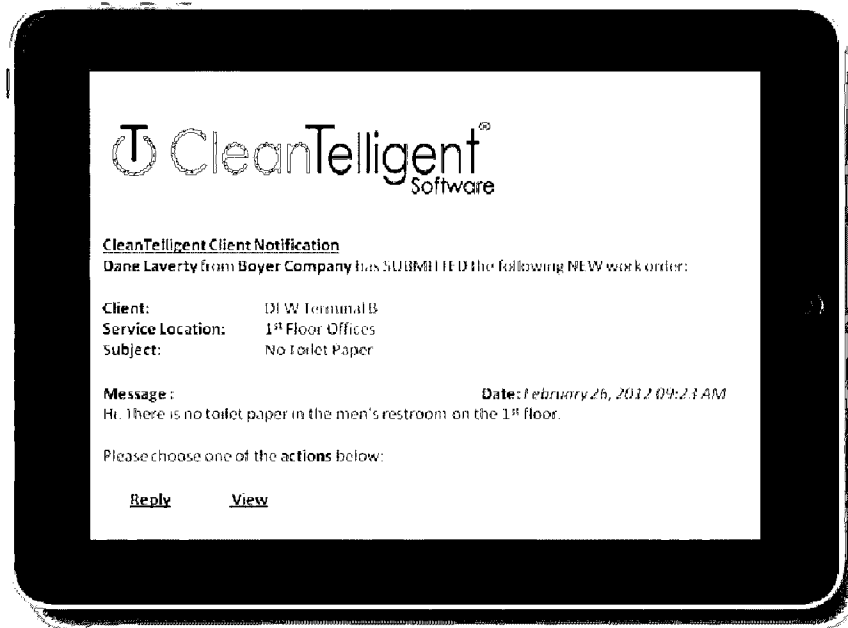 CleanTelligent®
Software
CleanTelligent Client Notification
Dane Laverty from Boyer Company has SUBMITTED the following NEW work order:
Client: DFW Terminal B
Service Location: 1st Floor Offices
Subject: No Toilet Paper
Message: Date: February 26, 2012 09:23 AM
Hi. There is no toilet paper in the men's restroom on the 1st floor.
Please choose one of the actions below:
Reply View